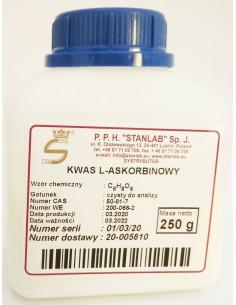 P. P. H. "STANLAB" Sp. J.
DYSTRYBUTOR
KWAS L-ASKORBINOWY
Wzór chemiczny : C₆H₈O₆
Gatunek : czysty do analizy
Numer CAS : 50-81-7
Numer WE : 200-066-2
Data produkcji : 03.2020
Data ważności : 03.2022
Numer serii : 01/03/20
Numer dostawy : 20-005610
Masa netto
250 g